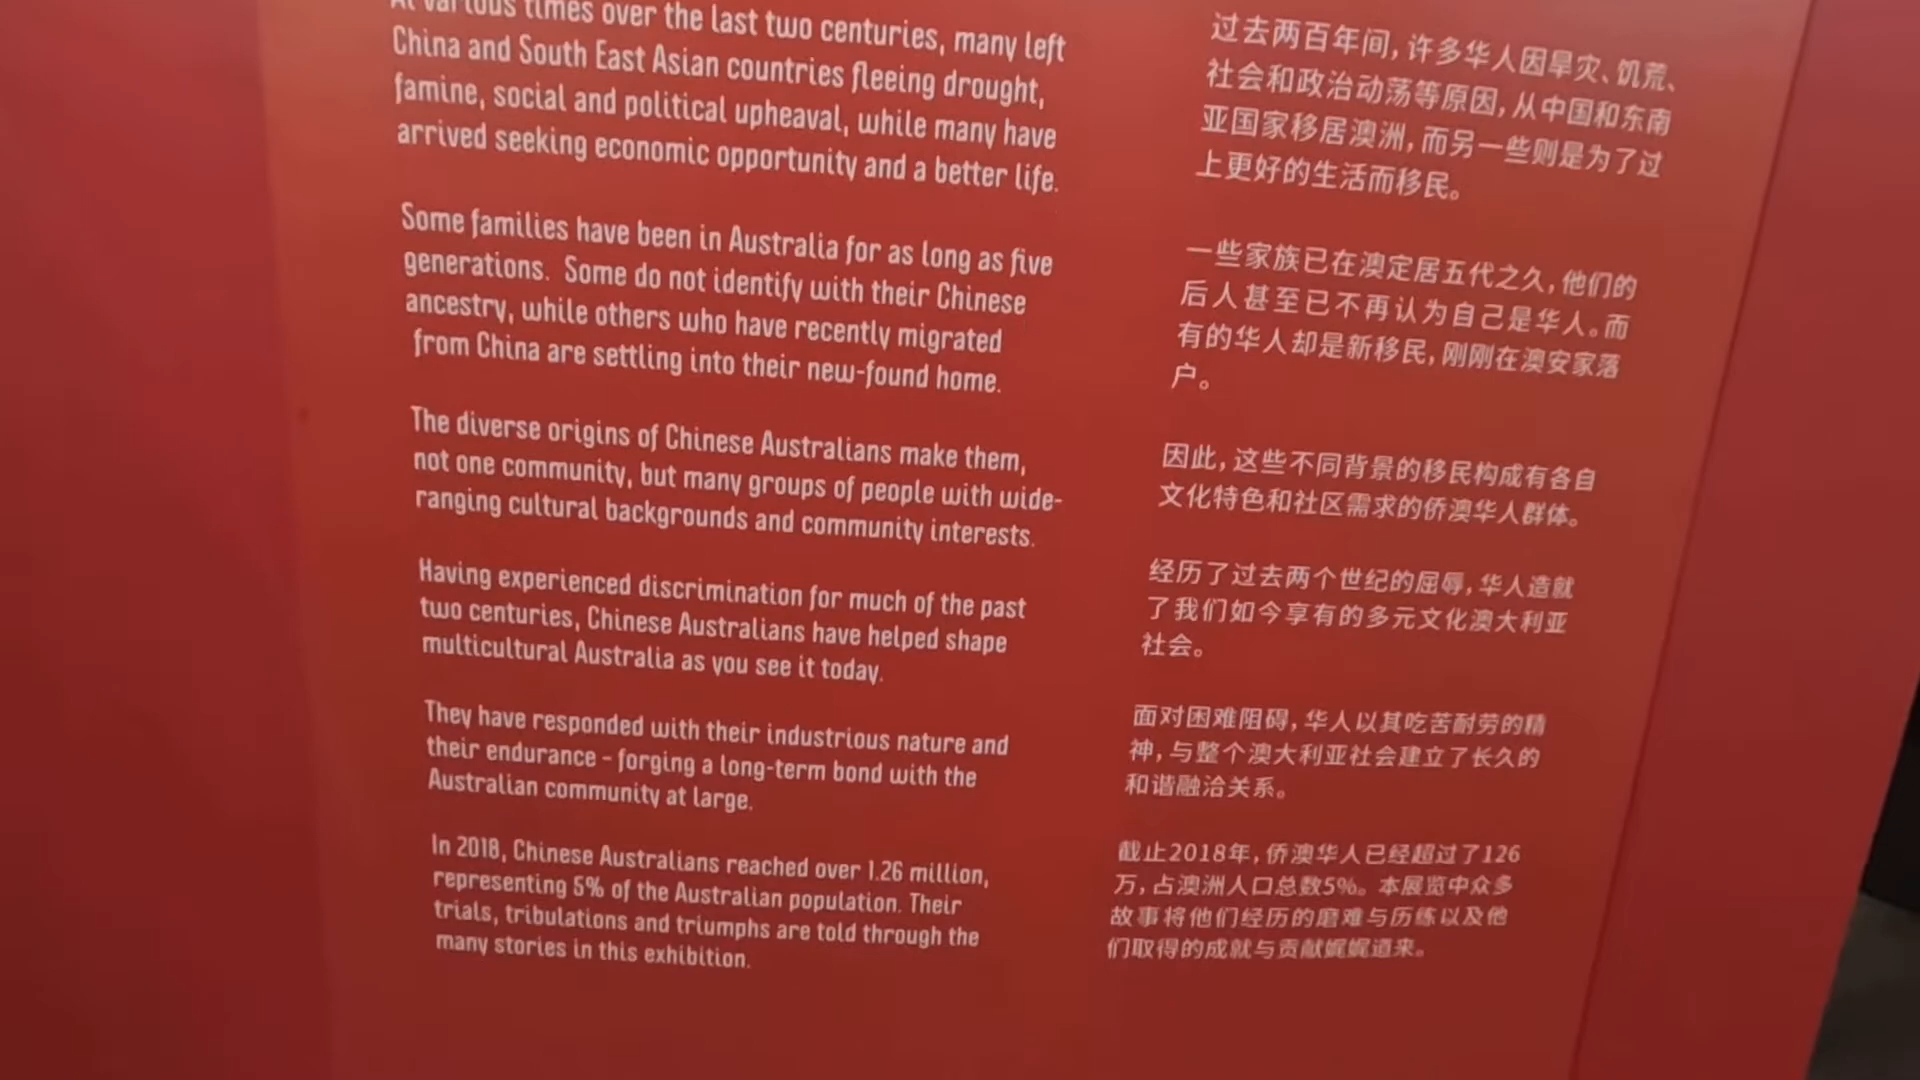 At various times over the last two centuries, many left
China and South East Asian countries fleeing drought,
famine, social and political upheaval, while many have
arrived seeking economic opportunity and a better life.
Some families have been in Australia for as long as five
generations. Some do not identify with their Chinese
ancestry, while others who have recently migrated
from China are settling into their new-found home.
The diverse origins of Chinese Australians make them,
not one community, but many groups of people with wide-
ranging cultural backgrounds and community interests.
Having experienced discrimination for much of the past
two centuries, Chinese Australians have helped shape
multicultural Australia as you see it today.
They have responded with their industrious nature and
their endurance - forging a long-term bond with the
Australian community at large.
In 2018, Chinese Australians reached over 1.26 million,
representing 5% of the Australian population. Their
trials, tribulations and triumphs are told through the
many stories in this exhibition.
过去两百年间，许多华人因旱灾、饥荒、
社会和政治动荡等原因，从中国和东南
亚国家移居澳洲，而另一些则是为了过
上更好的生活而移民。
一些家族已在澳定居五代之久，他们的
后人甚至已不再认为自己是华人。而
有的华人却是新移民，刚刚在澳安家落
户。
因此，这些不同背景的移民构成有各自
文化特色和社区需求的侨澳华人群体。
经历了过去两个世纪的屈辱，华人造就
了我们如今享有的多元文化澳大利亚
社会。
面对困难阻碍，华人以其吃苦耐劳的精
神，与整个澳大利亚社会建立了长久的
和谐融洽关系。
截止2018年，侨澳华人已经超过了126
万，占澳洲人口总数5%。本展览中众多
故事将他们经历的磨难与历练以及他
们取得的成就与贡献娓娓道来。